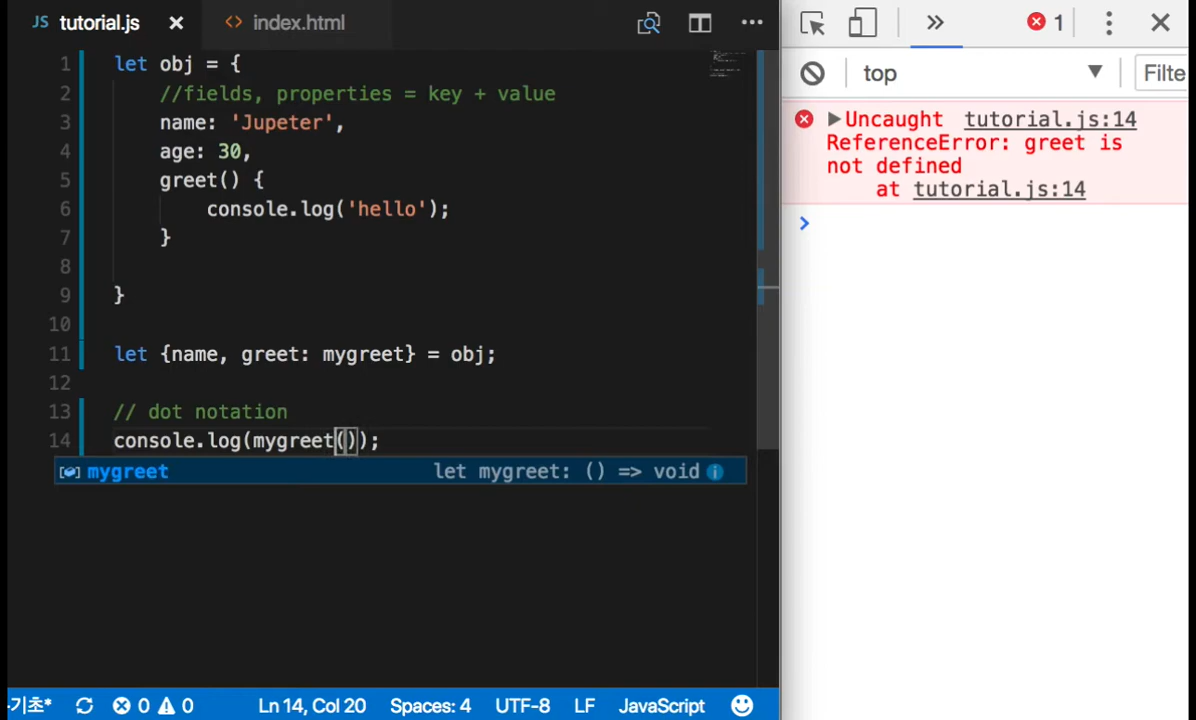 JS tutorial.js × <> index.html
1 let obj = {
2 //fields, properties = key + value
3 name: 'Jupeter',
4 age: 30,
5 greet() {
6 console.log('hello');
7 }
8
9 }
10
11 let {name, greet: mygreet} = obj;
12
13 // dot notation
14 console.log(mygreet());
mygreet let mygreet: () => void
기초* 0 0 Ln 14, Col 20 Spaces: 4 UTF-8 LF JavaScript
1
top Filte
Uncaught tutorial.js:14
ReferenceError: greet is
not defined
at tutorial.js:14